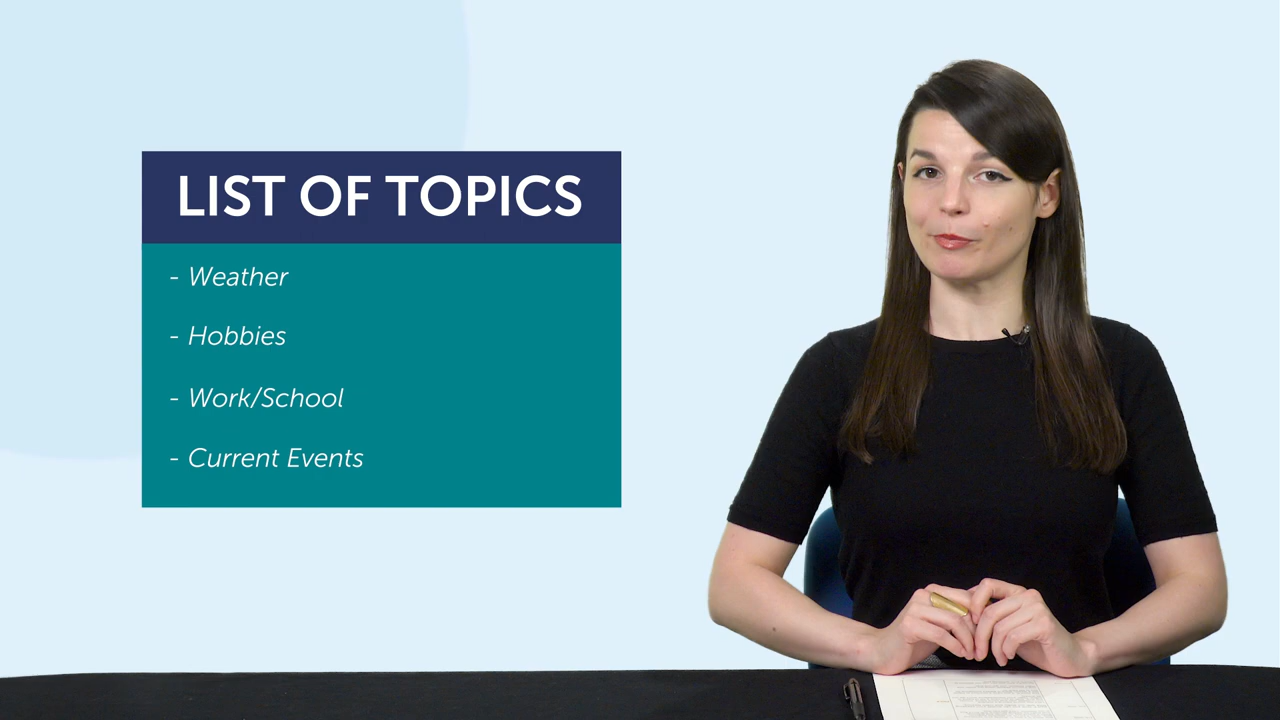 LIST OF TOPICS
- Weather
- Hobbies
- Work/School
- Current Events